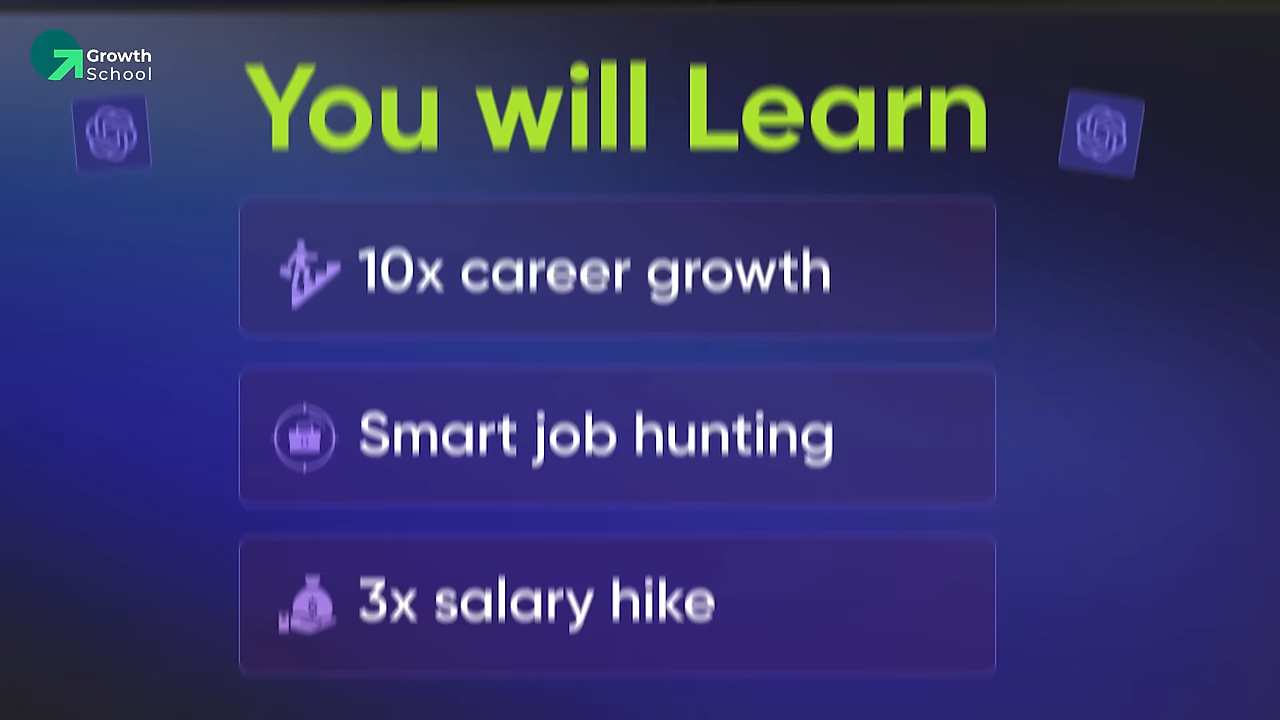 Growth
School
You will Learn
10x career growth
Smart job hunting
3x salary hike